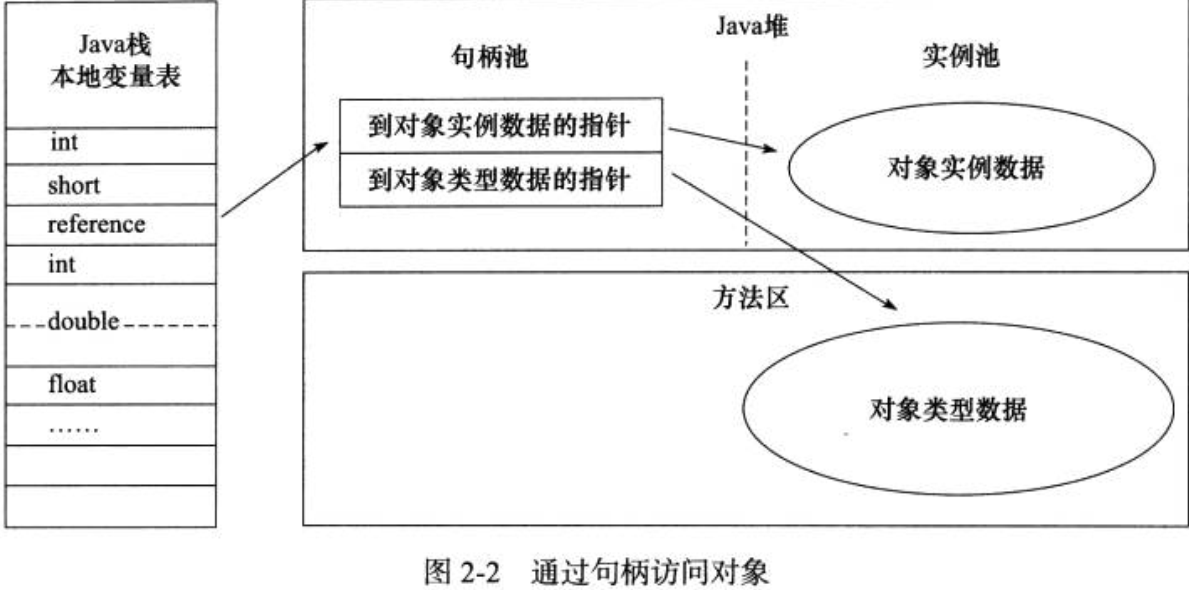 Java栈
本地变量表
int
short
reference
int
double
float
……
Java堆
句柄池
实例池
到对象实例数据的指针
到对象类型数据的指针
对象实例数据
方法区
对象类型数据
图 2-2 通过句柄访问对象